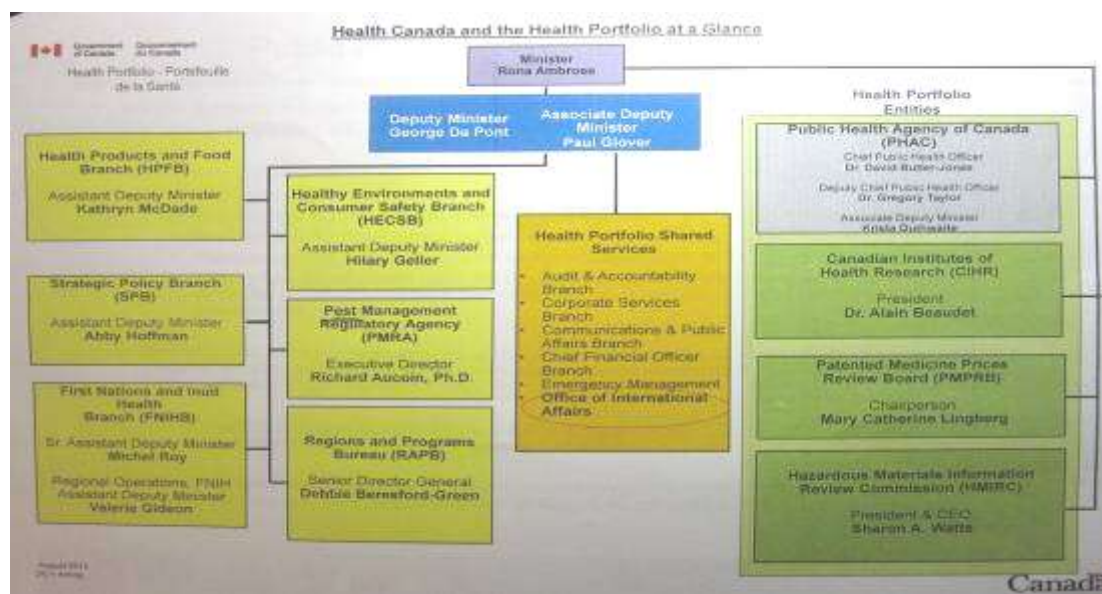 Health Canada and the Health Portfolio at a Glance
Government
of Canada
Gouvernement
du Canada
Health Portfolio - Portefeuille
de la Santé
Minister
Rona Ambrose
Deputy Minister
George Da Pont
Associate Deputy
Minister
Paul Glover
Health Products and Food
Branch (HPFB)
Assistant Deputy Minister
Kathryn McDade
Strategic Policy Branch
(SPB)
Assistant Deputy Minister
Abby Hoffman
First Nations and Inuit
Health
Branch (FNIHB)
Sr. Assistant Deputy Minister
Michel Roy
Regional Operations, FNIH
Assistant Deputy Minister
Valerie Gideon
Healthy Environments and
Consumer Safety Branch
(HECSB)
Assistant Deputy Minister
Hilary Geller
Pest Management
Regulatory Agency
(PMRA)
Executive Director
Richard Aucoin, Ph.D.
Regions and Programs
Bureau (RAPB)
Senior Director General
Debbie Beresford-Green
Health Portfolio Shared
Services
• Audit & Accountability
Branch
• Corporate Services
Branch
• Communications & Public
Affairs Branch
• Chief Financial Officer
Branch
• Emergency Management
• Office of International
Affairs
Health Portfolio
Entities
Public Health Agency of Canada
(PHAC)
Chief Public Health Officer
Dr. David Butler-Jones
Deputy Chief Public Health Officer
Dr. Gregory Taylor
Associate Deputy Minister
Krista Outhwaite
Canadian Institutes of
Health Research (CIHR)
President
Dr. Alain Beaudet
Patented Medicine Prices
Review Board (PMPRB)
Chairperson
Mary Catherine Lingberg
Hazardous Materials Information
Review Commission (HMIRC)
President & CEO
Sharon A. Watts
August
Canada